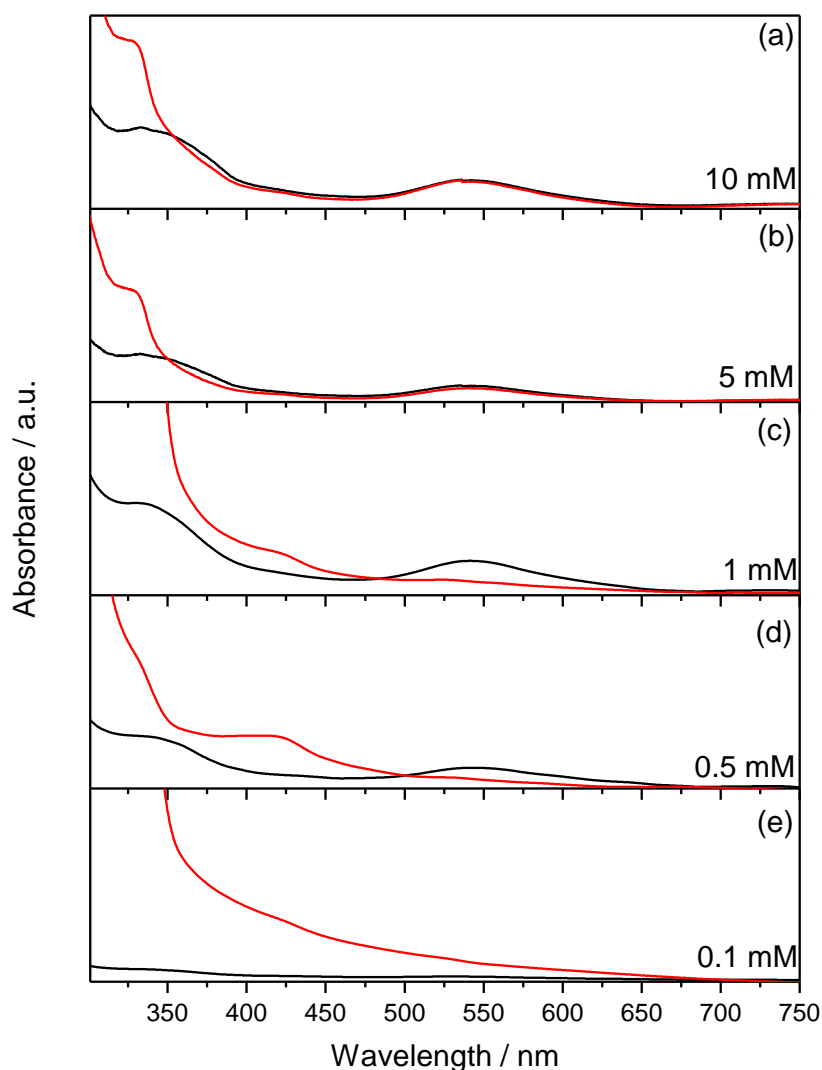 (a)
10 mM
(b)
5 mM
(c)
1 mM
(d)
0.5 mM
(e)
0.1 mM
Absorbance / a.u.
350 400 450 500 550 600 650 700 750
Wavelength / nm